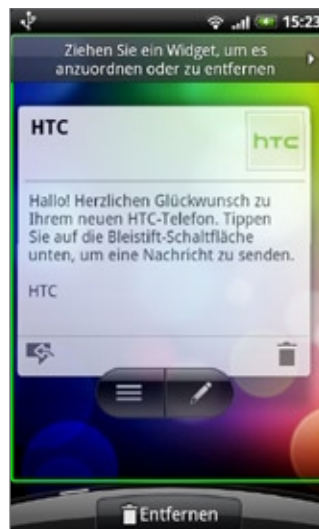 15:23
Ziehen Sie ein Widget, um es
anzuordnen oder zu entfernen
HTC
hTC
Hallo! Herzlichen Glückwunsch zu
Ihrem neuen HTC-Telefon. Tippen
Sie auf die Bleistift-Schaltfläche
unten, um eine Nachricht zu senden.
HTC
Entfernen